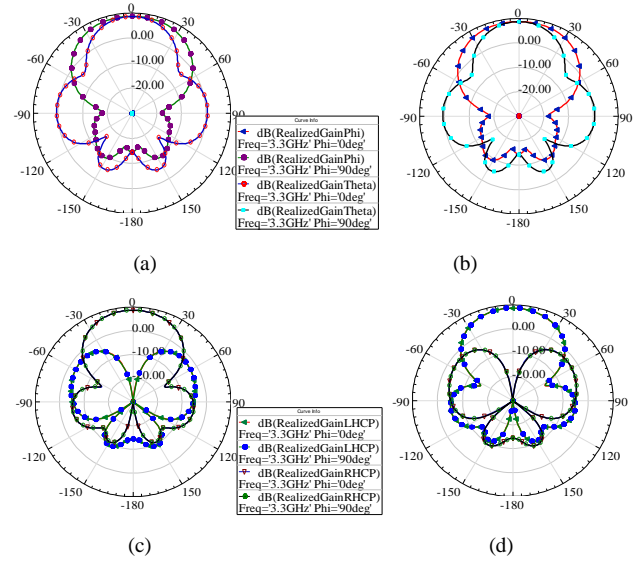 0
-30 30
0.00
-60 60
-10.00
-20.00
-90 90
-120 120
-150 150
-180
(a)
Curve Info
dB(RealizedGainPhi)
Freq='3.3GHz' Phi='0deg'
dB(RealizedGainPhi)
Freq='3.3GHz' Phi='90deg'
dB(RealizedGainTheta)
Freq='3.3GHz' Phi='0deg'
dB(RealizedGainTheta)
Freq='3.3GHz' Phi='90deg'
0
-30 30
0.00
-60 60
-10.00
-20.00
-90 90
-120 120
-150 150
-180
(b)
0
-30 30
0.00
-60 60
-10.00
20.00
-90 90
-120 120
-150 150
-180
(c)
Curve Info
dB(RealizedGainLHCP)
Freq='3.3GHz' Phi='0deg'
dB(RealizedGainLHCP)
Freq='3.3GHz' Phi='90deg'
dB(RealizedGainRHCP)
Freq='3.3GHz' Phi='0deg'
dB(RealizedGainRHCP)
Freq='3.3GHz' Phi='90deg'
0
-30 30
0.00
-60 60
-10.00
-20.00
-90 90
-120 120
-150 150
-180
(d)